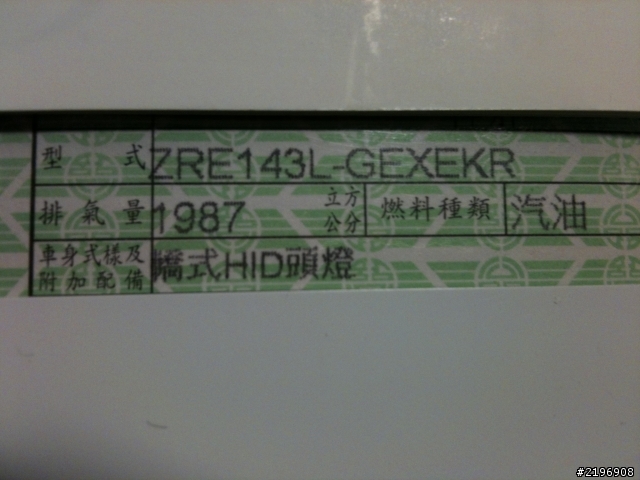 型式 ZRE143L-GEXEKR
排氣量 1987 立方公分 燃料種類 汽油
車身式樣及附加配備 轎式HID頭燈
#2196908